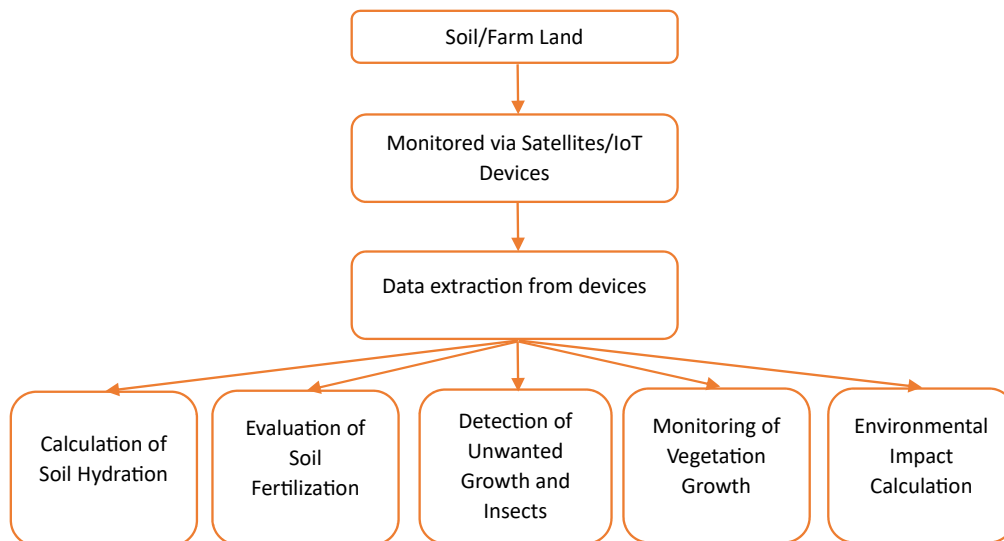 Soil/Farm Land
Monitored via Satellites/IoT
Devices
Data extraction from devices
Calculation of
Soil Hydration
Evaluation of
Soil
Fertilization
Detection of
Unwanted
Growth and
Insects
Monitoring of
Vegetation
Growth
Environmental
Impact
Calculation